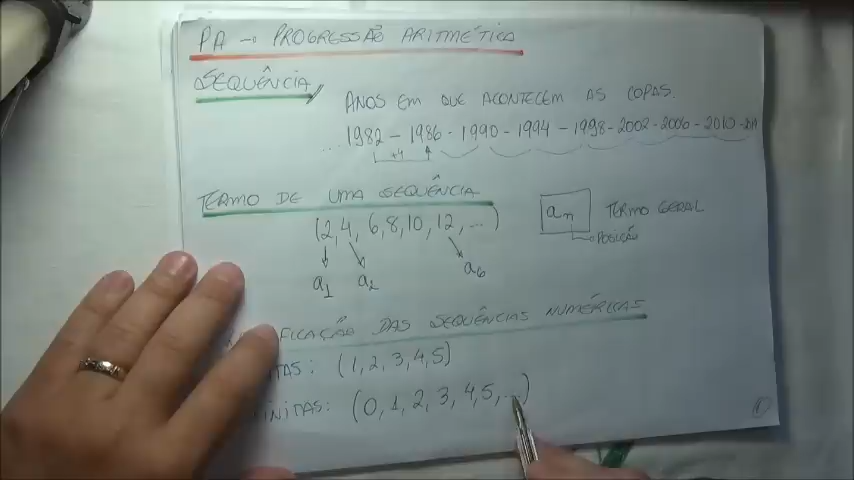 PA → PROGRESSÃO ARITMÉTICA
SEQUÊNCIA
ANOS EM QUE ACONTECEM AS COPAS.
...1982 - 1986 - 1990 - 1994 - 1998 - 2002 - 2006 - 2010 -
+4
TERMO DE UMA SEQUÊNCIA
(2,4,6,8,10,12,...)
a1 a2 a6
an TERMO GERAL
POSIÇÃO
FICAÇÃO DAS SEQUÊNCIAS NUMÉRICAS
TAS: (1,2,3,4,5)
INITAS: (0,1,2,3,4,5,...)
1